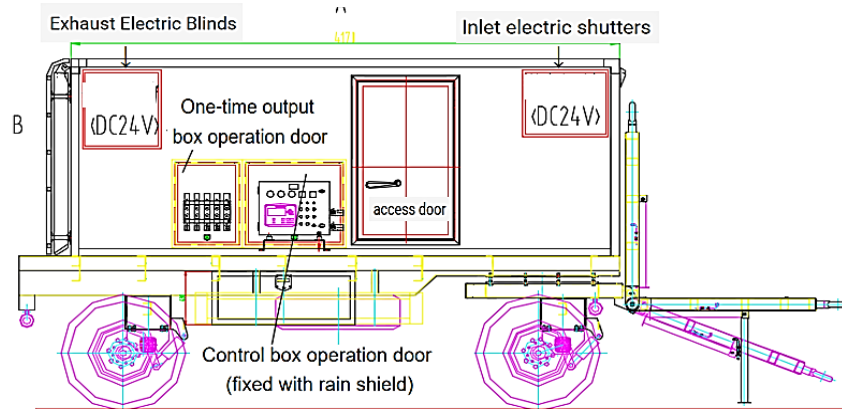 A
Exhaust Electric Blinds
Inlet electric shutters
4171
B
<DC24V>
<DC24V>
One-time output
box operation door
access door
Control box operation door
(fixed with rain shield)